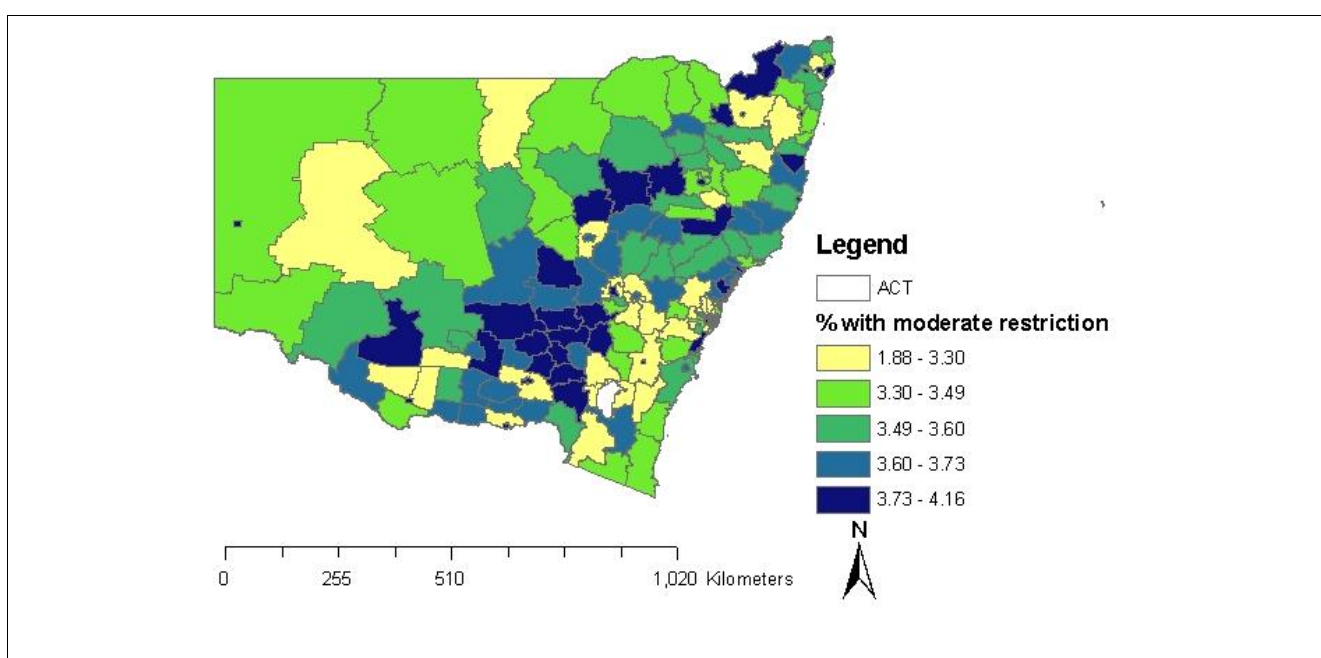 Legend
ACT
% with moderate restriction
1.88 - 3.30
3.30 - 3.49
3.49 - 3.60
3.60 - 3.73
3.73 - 4.16
N
0 255 510 1,020 Kilometers